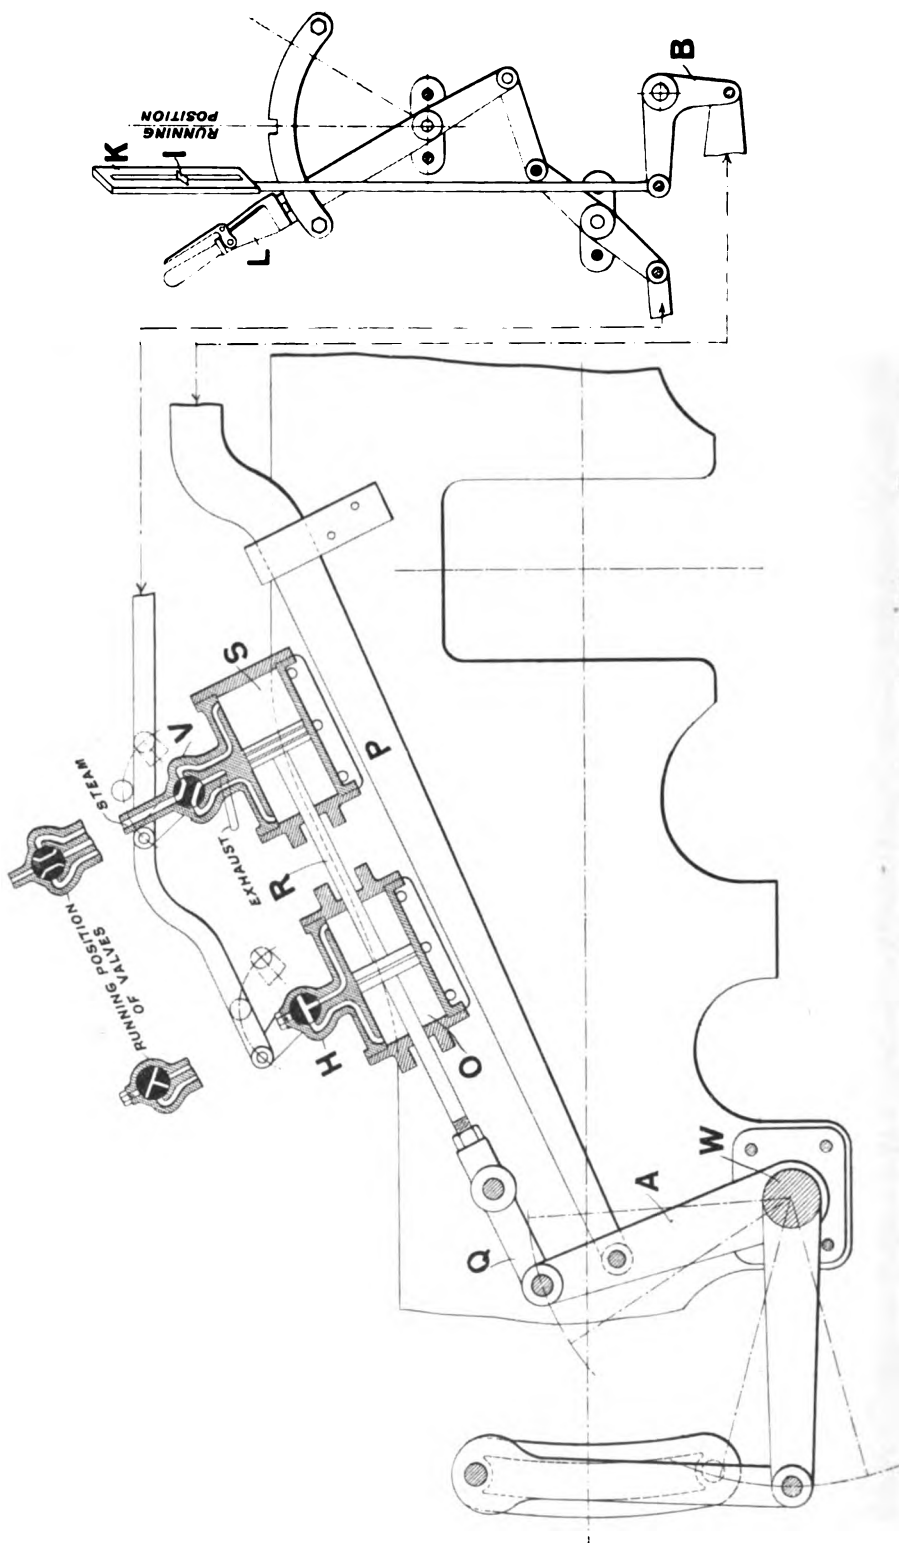 K
I
RUNNING
POSITION
L
B
STEAM
V
S
EXHAUST
RUNNING POSITION
OF VALVES
R
P
H
O
Q
A
W